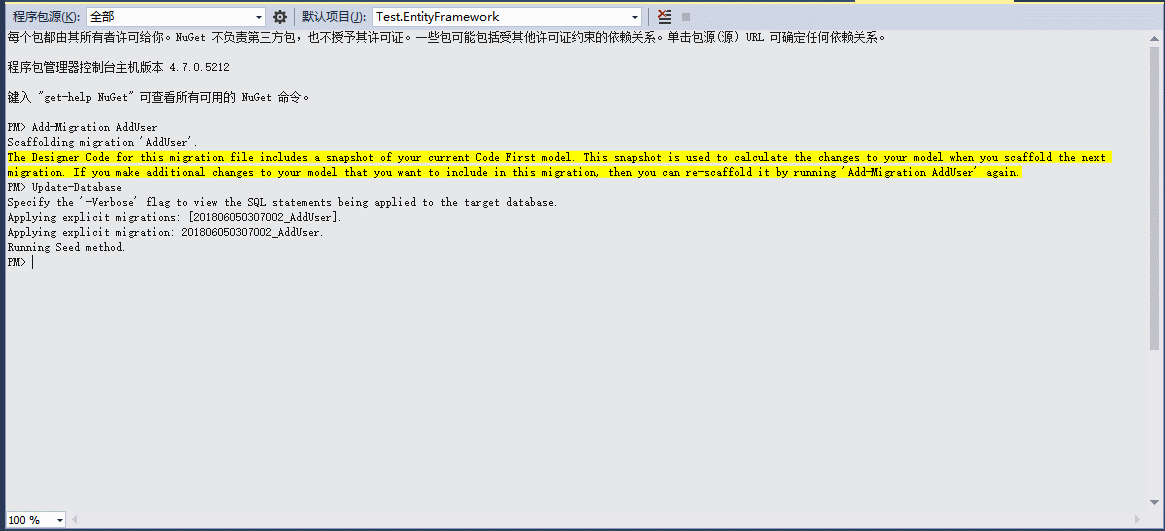 程序包源(K): 全部 默认项目(J): Test.EntityFramework
每个包都由其所有者许可给你。NuGet 不负责第三方包，也不授予其许可证。一些包可能包括受其他许可证约束的依赖关系。单击包源(源) URL 可确定任何依赖关系。
程序包管理器控制台主机版本 4.7.0.5212
键入 "get-help NuGet" 可查看所有可用的 NuGet 命令。
PM> Add-Migration AddUser
Scaffolding migration 'AddUser'.
The Designer Code for this migration file includes a snapshot of your current Code First model. This snapshot is used to calculate the changes to your model when you scaffold the next
migration. If you make additional changes to your model that you want to include in this migration, then you can re-scaffold it by running 'Add-Migration AddUser' again.
PM> Update-Database
Specify the '-Verbose' flag to view the SQL statements being applied to the target database.
Applying explicit migrations: [201806050307002_AddUser].
Applying explicit migration: 201806050307002_AddUser.
Running Seed method.
PM>
100 %